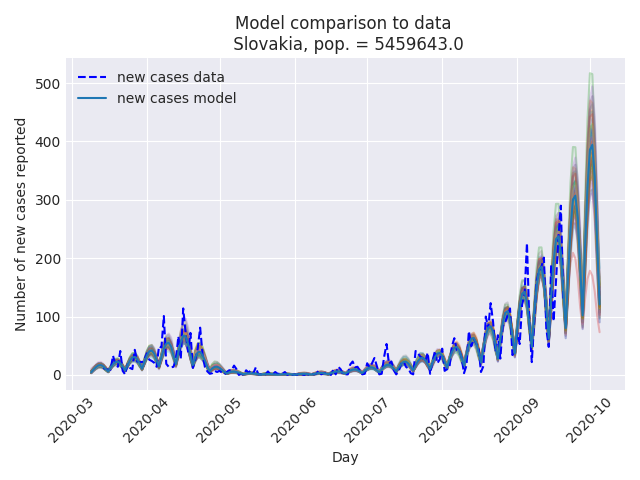 Model comparison to data
Slovakia, pop. = 5459643.0
new cases data
new cases model
Number of new cases reported
500
400
300
200
100
0
2020-03
2020-04
2020-05
2020-06
2020-07
2020-08
2020-09
2020-10
Day